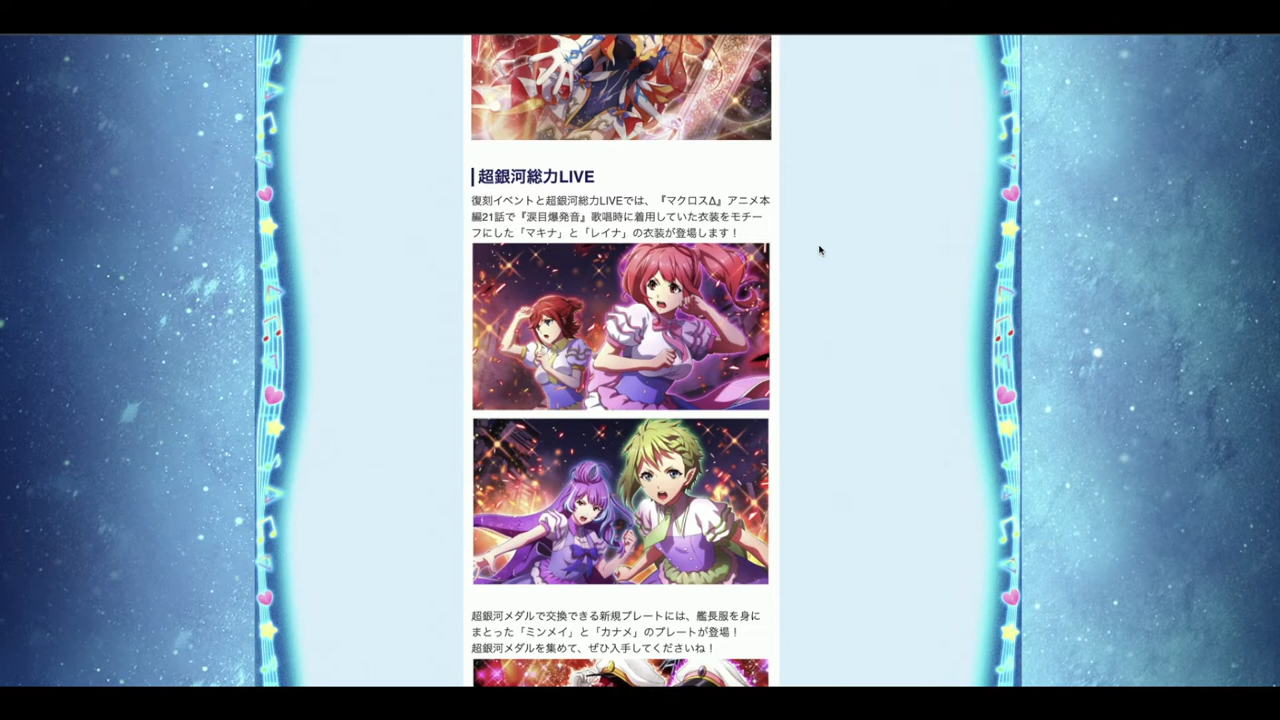 超銀河総力LIVE
復刻イベントと超銀河総力LIVEでは、『マクロスΔ』アニメ本
編21話で『涙目爆発音』歌唱時に着用していた衣装をモチー
フにした「マキナ」と「レイナ」の衣装が登場します！
超銀河メダルで交換できる新規プレートには、艦長服を身に
まとった「ミンメイ」と「カナメ」のプレートが登場！
超銀河メダルを集めて、ぜひ入手してくださいね！